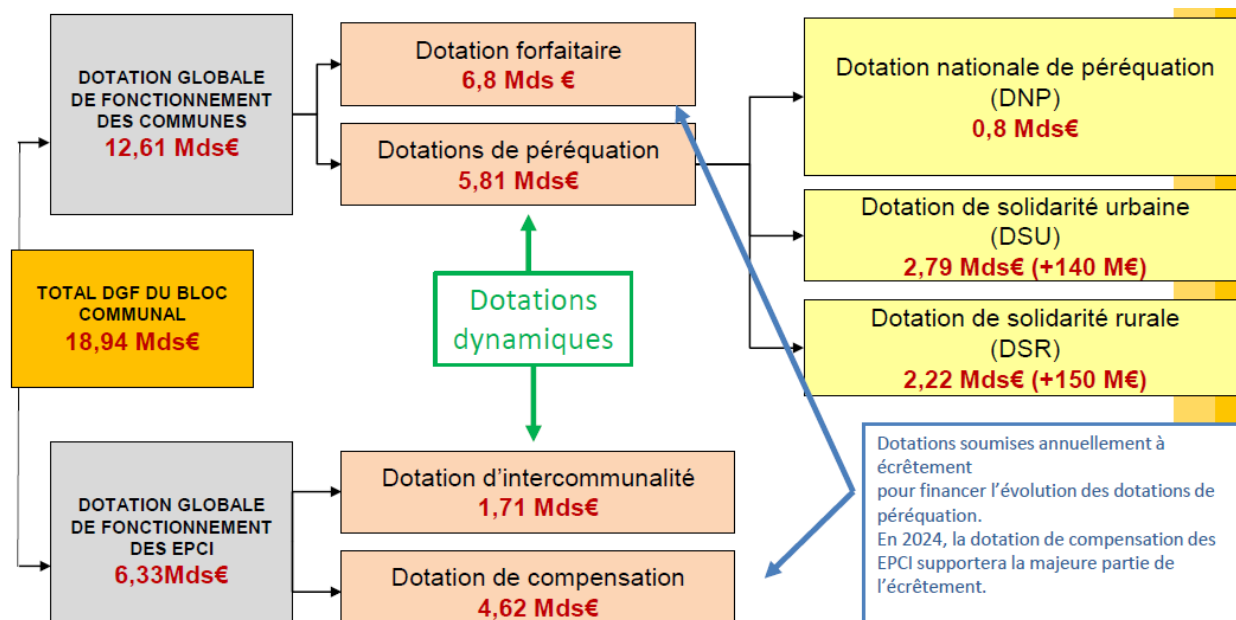 DOTATION GLOBALE
DE FONCTIONNEMENT
DES COMMUNES
12,61 Mds€
Dotation forfaitaire
6,8 Mds €
Dotations de péréquation
5,81 Mds€
Dotation nationale de péréquation
(DNP)
0,8 Mds€
Dotation de solidarité urbaine
(DSU)
2,79 Mds€ (+140 M€)
Dotation de solidarité rurale
(DSR)
2,22 Mds€ (+150 M€)
TOTAL DGF DU BLOC
COMMUNAL
18,94 Mds€
Dotations
dynamiques
DOTATION GLOBALE
DE FONCTIONNEMENT
DES EPCI
6,33Mds€
Dotation d’intercommunalité
1,71 Mds€
Dotation de compensation
4,62 Mds€
Dotations soumises annuellement à
écrêtement
pour financer l’évolution des dotations de
péréquation.
En 2024, la dotation de compensation des
EPCI supportera la majeure partie de
l’écrêtement.